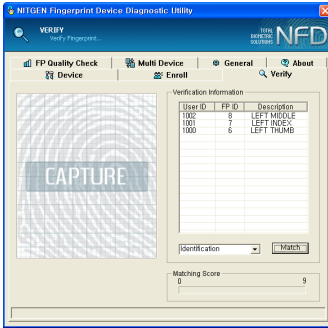 NITGEN Fingerprint Device Diagnostic Utility
VERIFY
Verify Fingerprint...
TOTAL
BIOMETRIC
SOLUTIONS
NFD
FP Quality Check
Multi Device
General
About
Device
Enroll
Verify
CAPTURE
Verification Information
User ID FP ID Description
1002 8 LEFT MIDDLE
1001 7 LEFT INDEX
1000 6 LEFT THUMB
Identification
Match
Matching Score
0 9